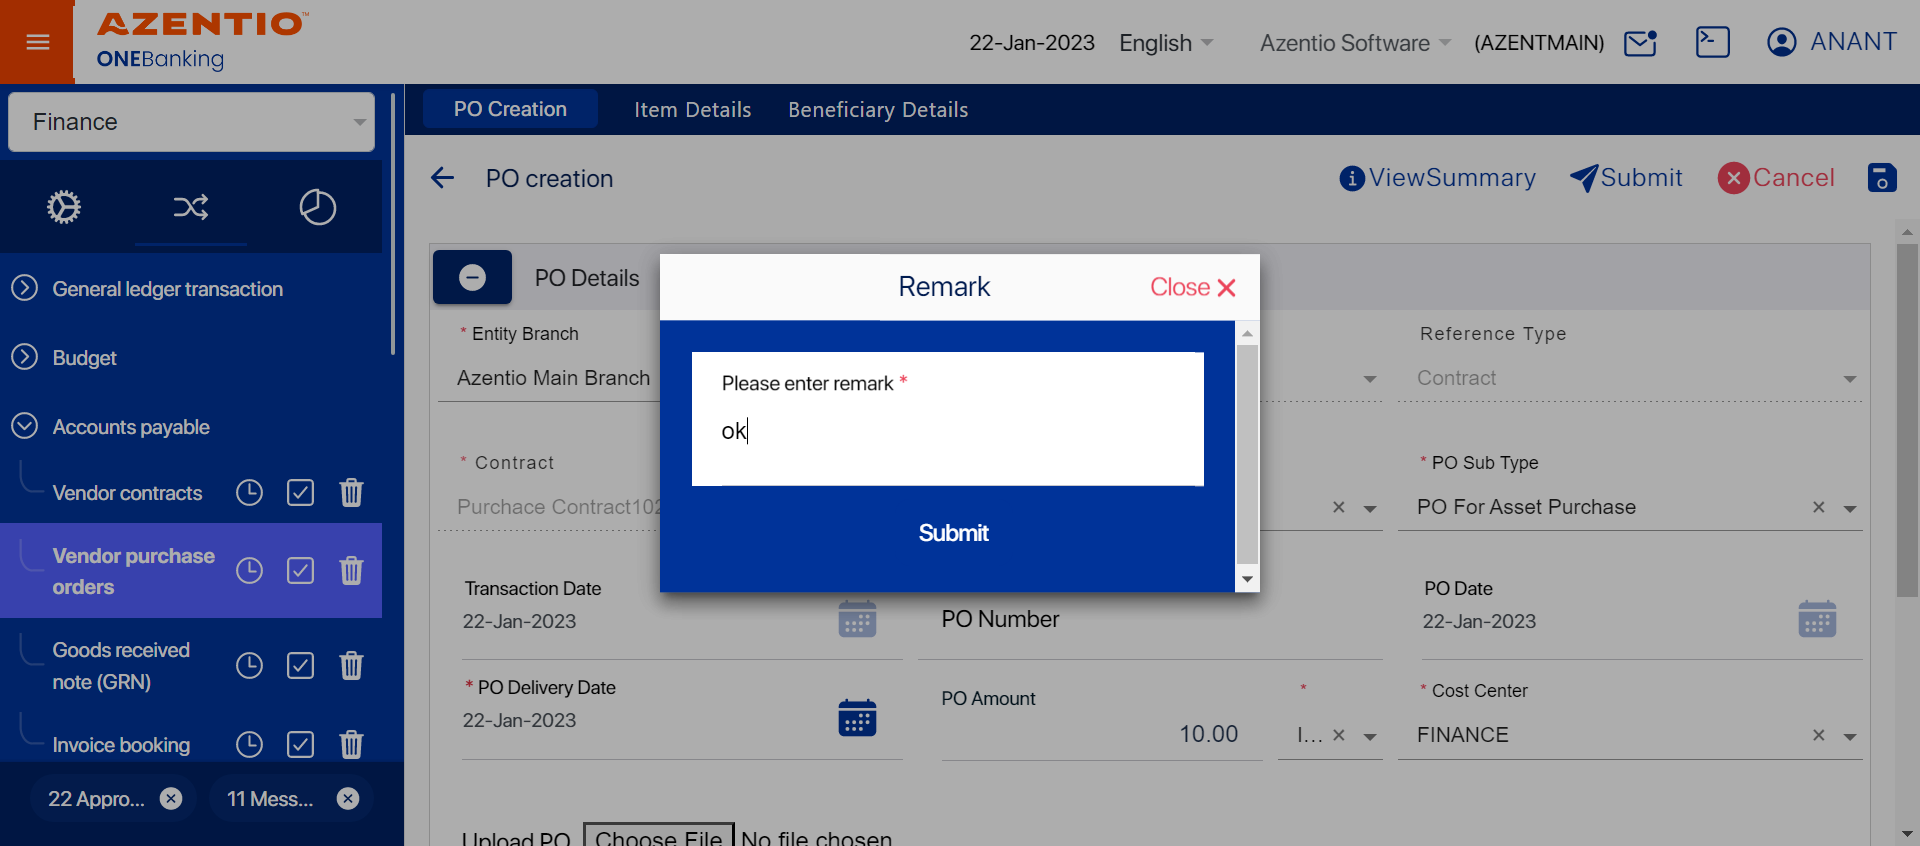 AZENTIO™
ONEBanking
22-Jan-2023
English
Azentio Software
(AZENTMAIN)
ANANT
Finance
PO Creation
Item Details
Beneficiary Details
PO creation
ViewSummary
Submit
Cancel
General ledger transaction
Budget
Accounts payable
Vendor contracts
Vendor purchase
orders
Goods received
note (GRN)
Invoice booking
22 Appro...
11 Mess...
PO Details
* Entity Branch
Azentio Main Branch
Reference Type
Contract
* Contract
Purchace Contract102
* PO Sub Type
PO For Asset Purchase
Remark
Close
Please enter remark *
ok
Submit
Transaction Date
22-Jan-2023
PO Number
PO Date
22-Jan-2023
* PO Delivery Date
22-Jan-2023
PO Amount
10.00
*
I...
* Cost Center
FINANCE
Upload PO
Choose File
No file chosen